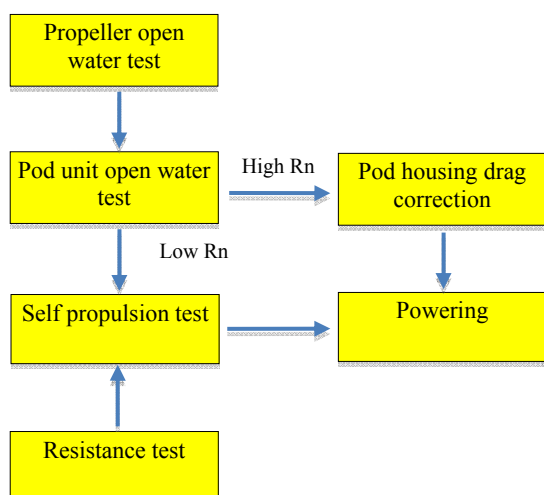 Propeller open
water test
Pod unit open water
test
High Rn
Pod housing drag
correction
Low Rn
Self propulsion test
Powering
Resistance test